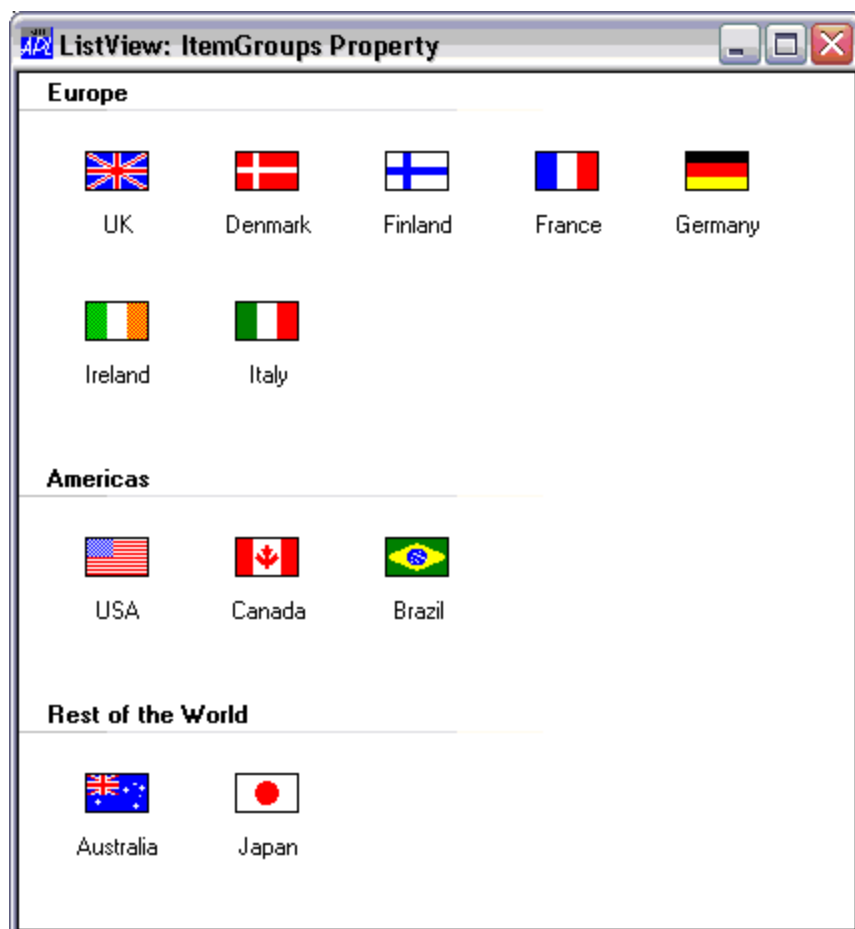 APL ListView: ItemGroups Property
Europe
UK Denmark Finland France Germany
Ireland Italy
Americas
USA Canada Brazil
Rest of the World
Australia Japan